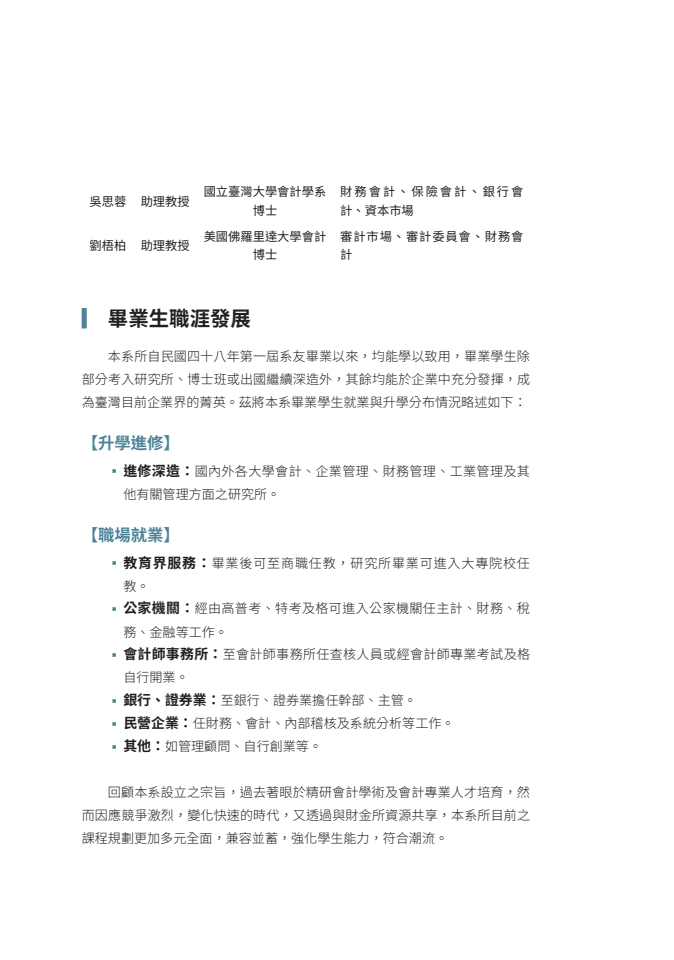 吳思蓉 助理教授 國立臺灣大學會計學系 財務會計、保險會計、銀行會
博士 計、資本市場
劉梧柏 助理教授 美國佛羅里達大學會計 審計市場、審計委員會、財務會
博士 計
畢業生職涯發展
本系所自民國四十八年第一屆系友畢業以來，均能學以致用，畢業學生除
部分考入研究所、博士班或出國繼續深造外，其餘均能於企業中充分發揮，成
為臺灣目前企業界的菁英。茲將本系畢業學生就業與升學分布情況略述如下：
【升學進修】
▪ 進修深造：國內外各大學會計、企業管理、財務管理、工業管理及其
他有關管理方面之研究所。
【職場就業】
▪ 教育界服務：畢業後可至商職任教，研究所畢業可進入大專院校任
教。
▪ 公家機關：經由高普考、特考及格可進入公家機關任主計、財務、稅
務、金融等工作。
▪ 會計師事務所：至會計師事務所任查核人員或經會計師專業考試及格
自行開業。
▪ 銀行、證券業：至銀行、證券業擔任幹部、主管。
▪ 民營企業：任財務、會計、內部稽核及系統分析等工作。
▪ 其他：如管理顧問、自行創業等。
回顧本系設立之宗旨，過去著眼於精研會計學術及會計專業人才培育，然
而因應競爭激烈，變化快速的時代，又透過與財金所資源共享，本系所目前之
課程規劃更加多元全面，兼容並蓄，強化學生能力，符合潮流。